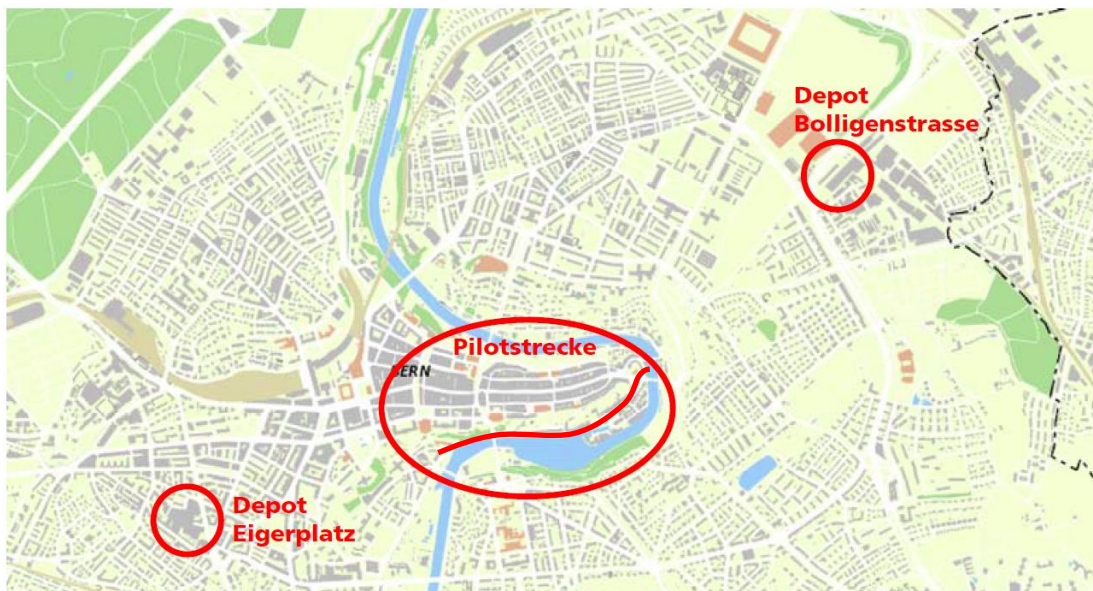 Depot
Bolligenstrasse
Pilotstrecke
BERN
Depot
Eigerplatz